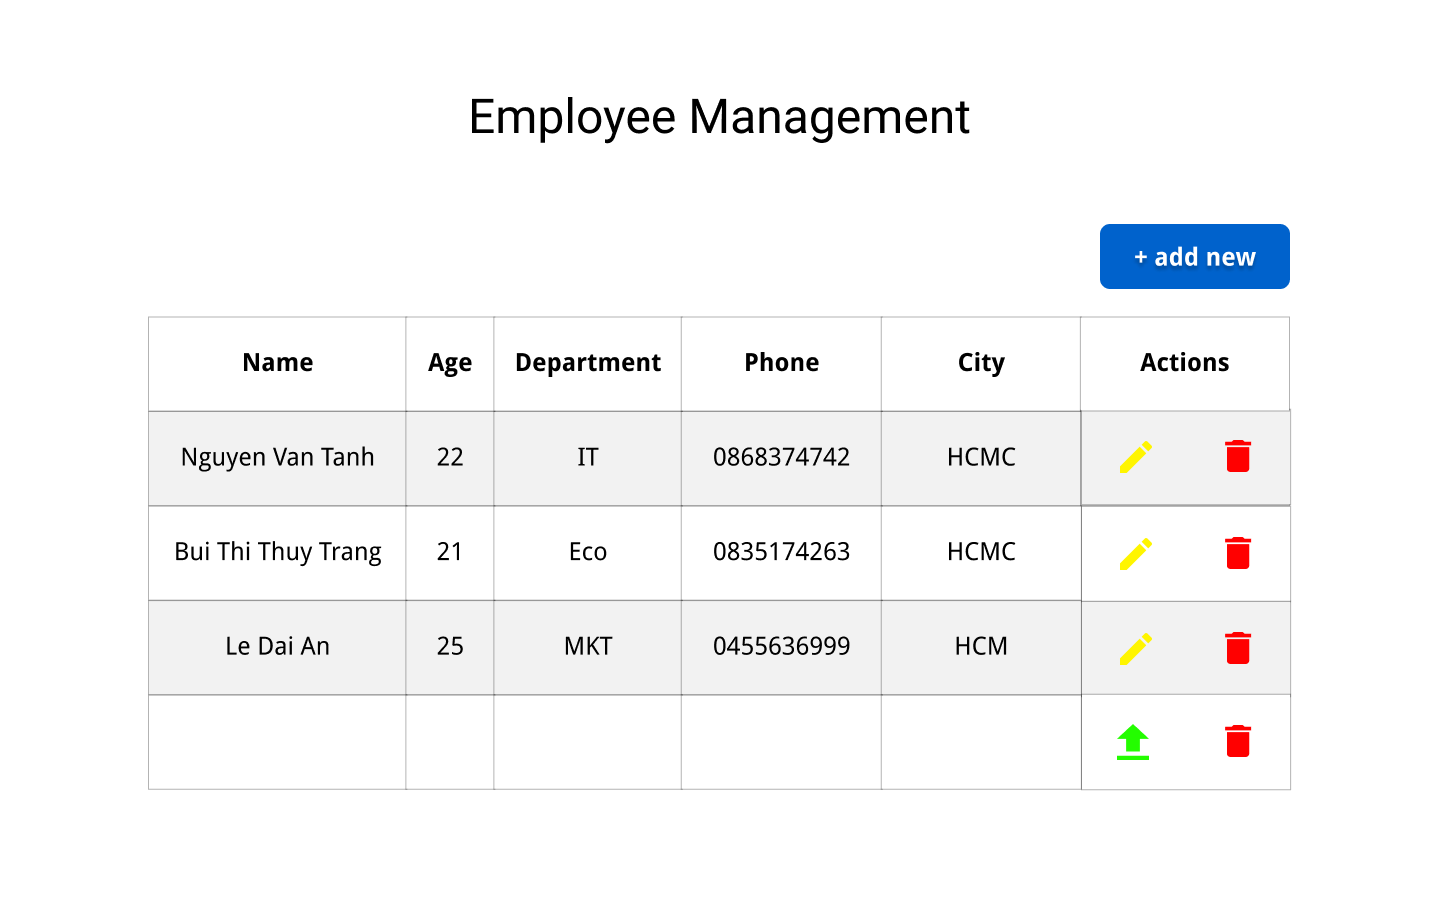 Employee Management
+ add new
Name Age Department Phone City Actions
Nguyen Van Tanh 22 IT 0868374742 HCMC
Bui Thi Thuy Trang 21 Eco 0835174263 HCMC
Le Dai An 25 MKT 0455636999 HCM